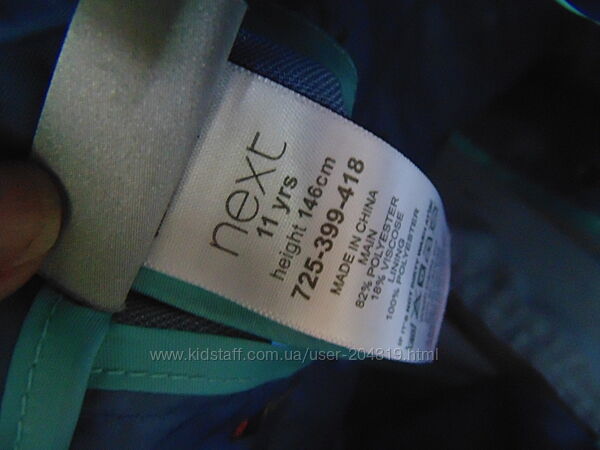 next
11 yrs
height 146cm
725-399-418
MADE IN CHINA
MAIN
82% POLYESTER
18% VISCOSE
LINING
100% POLYESTER
www.kidstaff.com.ua/user-204819.html